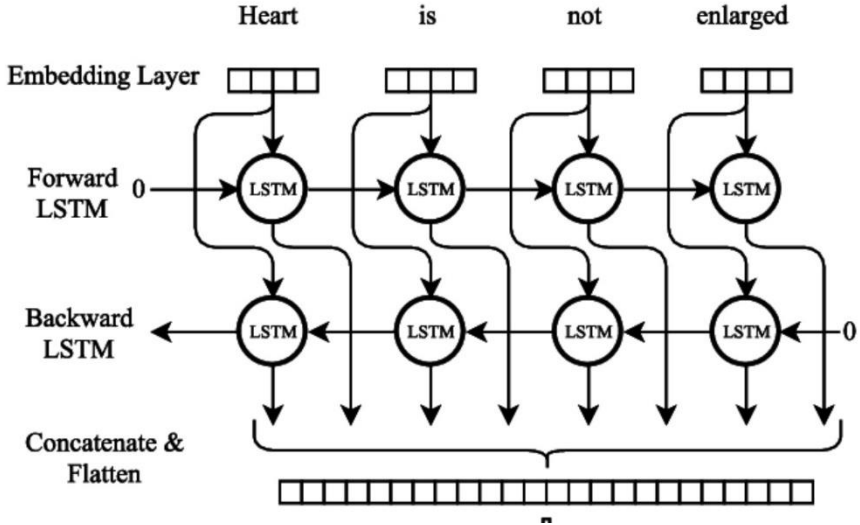 Heart is not enlarged
Embedding Layer
Forward
LSTM
0 LSTM LSTM LSTM LSTM
Backward
LSTM
LSTM LSTM LSTM LSTM 0
Concatenate &
Flatten